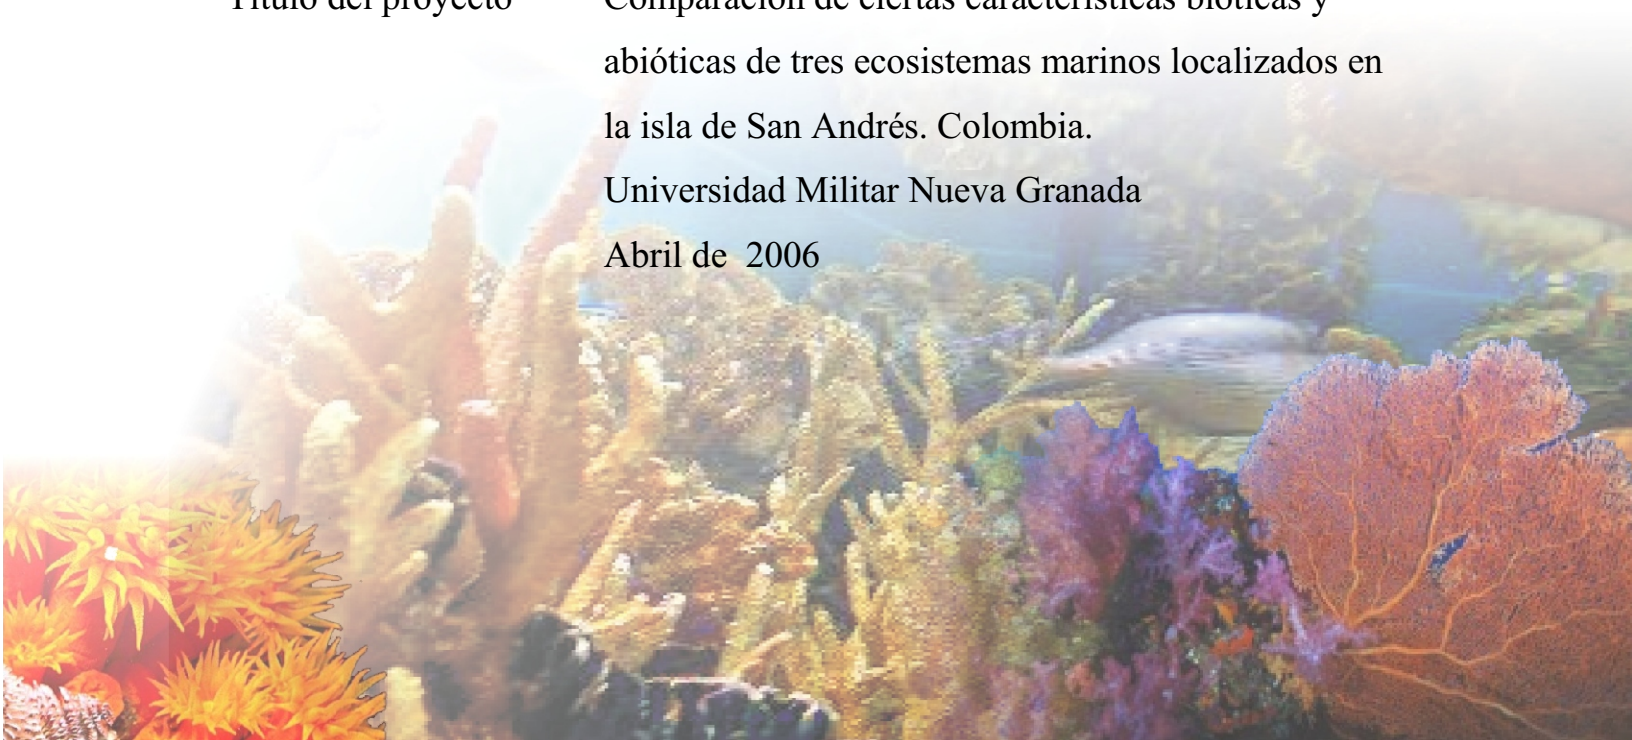 Título del proyecto Comparación de ciertas características bióticas y
abióticas de tres ecosistemas marinos localizados en
la isla de San Andrés. Colombia.
Universidad Militar Nueva Granada
Abril de 2006